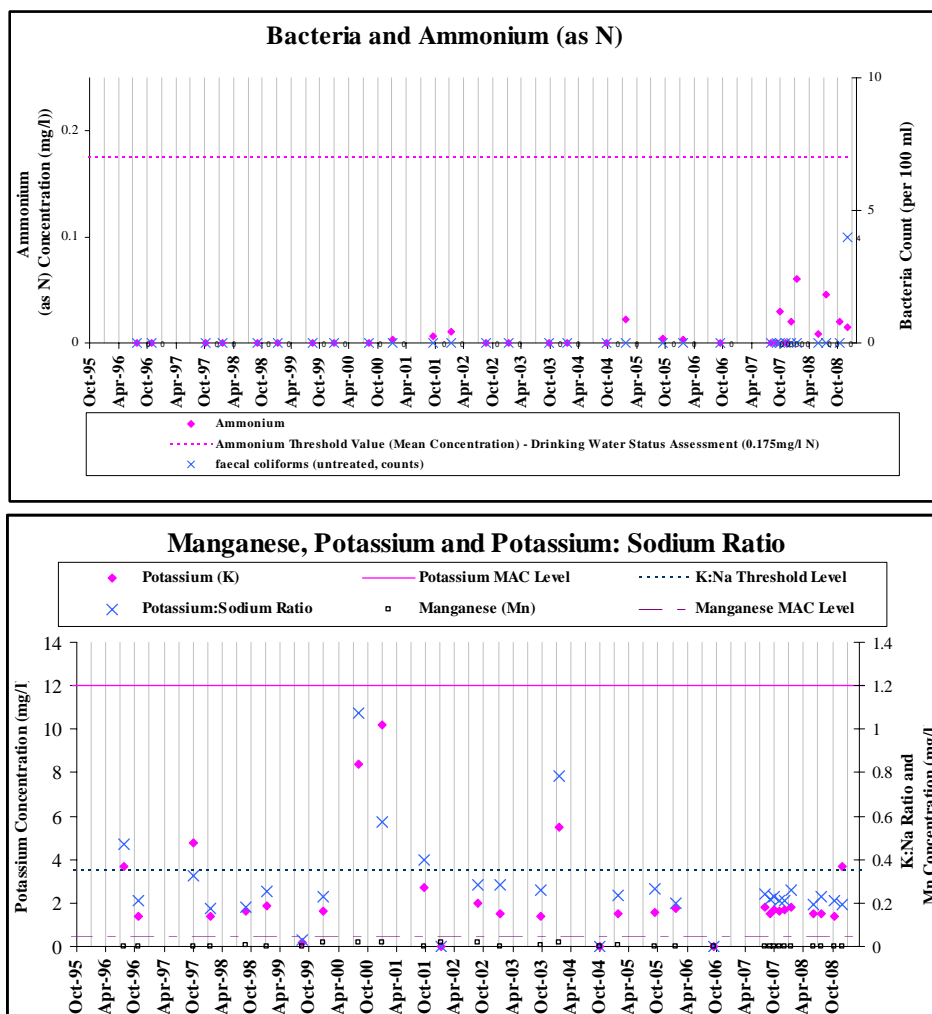 Bacteria and Ammonium (as N)
Ammonium
(as N) Concentration (mg/l))
0.2
0.1
0
10
5
0
Bacteria Count (per 100 ml)
4
Oct-95
Apr-96
Oct-96
Apr-97
Oct-97
Apr-98
Oct-98
Apr-99
Oct-99
Apr-00
Oct-00
Apr-01
Oct-01
Apr-02
Oct-02
Apr-03
Oct-03
Apr-04
Oct-04
Apr-05
Oct-05
Apr-06
Oct-06
Apr-07
Oct-07
Apr-08
Oct-08
Ammonium
Ammonium Threshold Value (Mean Concentration) - Drinking Water Status Assessment (0.175mg/l N)
faecal coliforms (untreated, counts)
Manganese, Potassium and Potassium: Sodium Ratio
Potassium (K) Potassium MAC Level K:Na Threshold Level
Potassium:Sodium Ratio Manganese (Mn) Manganese MAC Level
Potassium Concentration (mg/l
14
12
10
8
6
4
2
0
1.4
1.2
1
0.8
0.6
0.4
0.2
0
K:Na Ratio and
Mn Concentration (mg/l
Oct-95
Apr-96
Oct-96
Apr-97
Oct-97
Apr-98
Oct-98
Apr-99
Oct-99
Apr-00
Oct-00
Apr-01
Oct-01
Apr-02
Oct-02
Apr-03
Oct-03
Apr-04
Oct-04
Apr-05
Oct-05
Apr-06
Oct-06
Apr-07
Oct-07
Apr-08
Oct-08